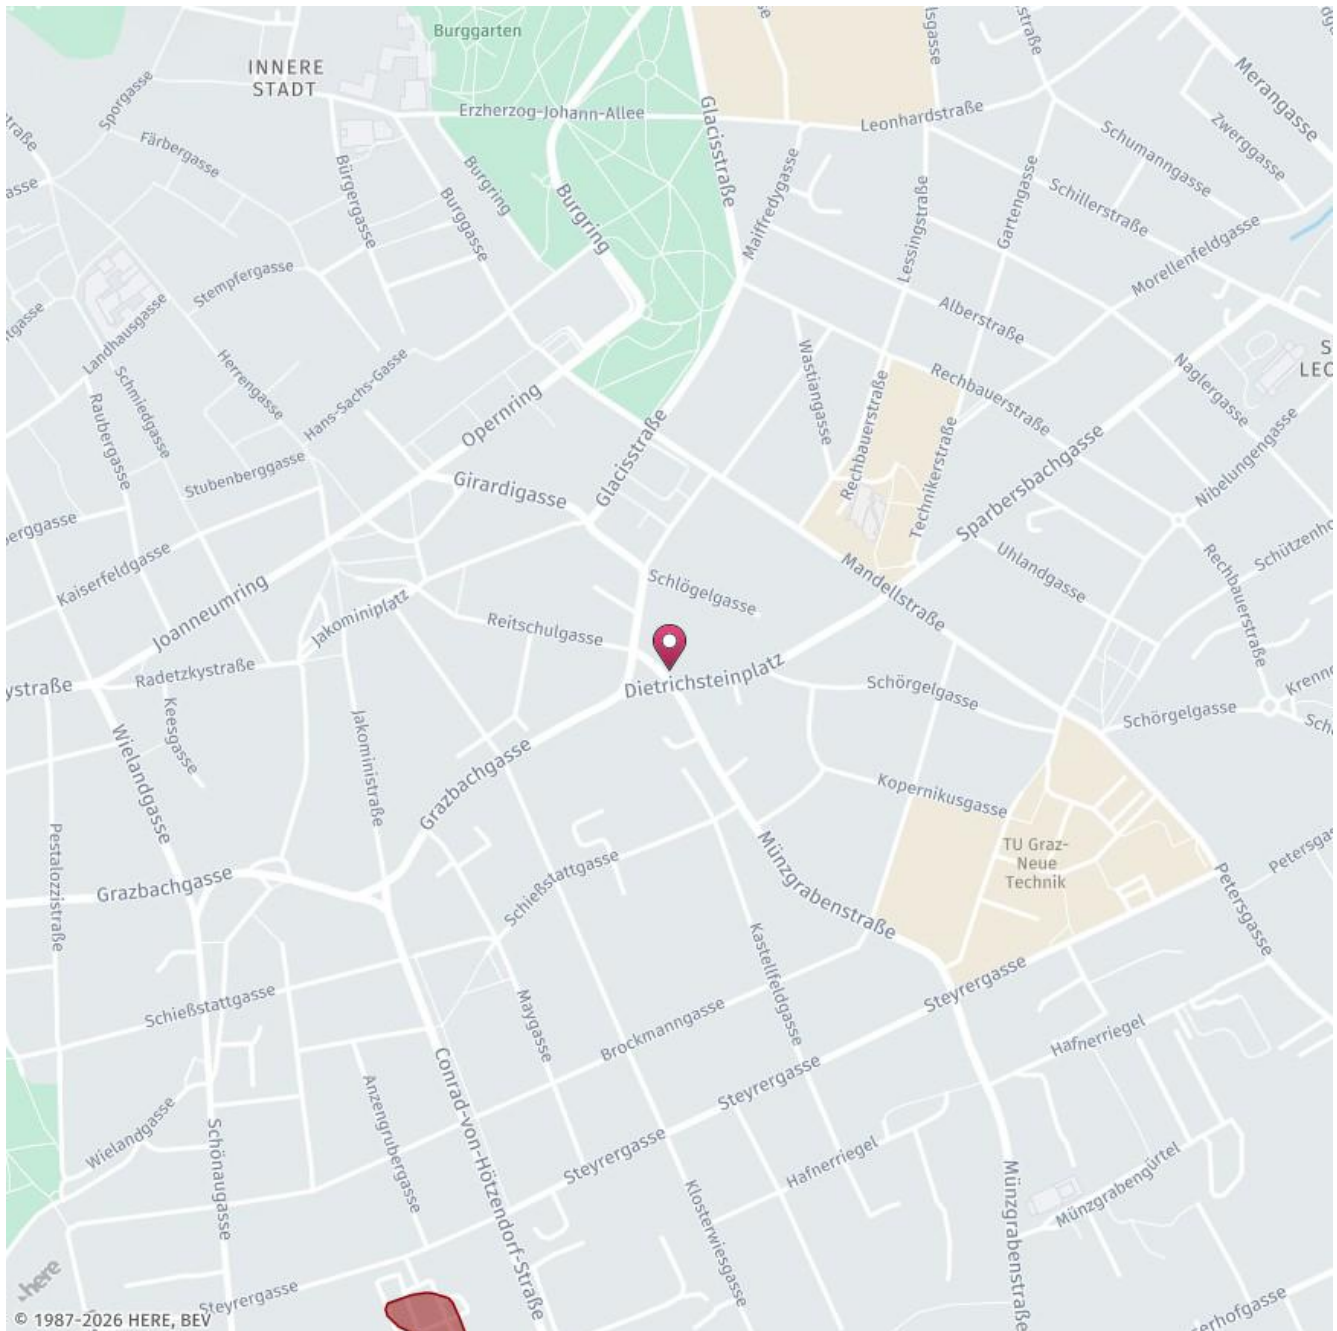 Burggarten
INNERE
STADT
Erzherzog-Johann-Allee
Leonhardstraße
Merangasse
Sporgasse
Färbergasse
Bürgergasse
Burggasse
Burgring
Burgring
Glacisstraße
Maiffredygasse
Lessingstraße
Gartengasse
Schumanngasse
Zwerggasse
Schillerstraße
Morellenfeldgasse
Stempfergasse
Landhausgasse
Herrengasse
Schmiedgasse
Raubergasse
Hans-Sachs-Gasse
Stubenberggasse
Opernring
Girardigasse
Glacisstraße
Wastiangasse
Alberstraße
Rechbauerstraße
Rechbauerstraße
Technikerstraße
Sparbersbachgasse
Naglergasse
Nibelungengasse
Rechbauerstraße
Uhlandgasse
Mandellstraße
Kaiserfeldgasse
Joanneumring
Jakominiplatz
Radetzkystraße
Reitschulgasse
Schlögelgasse
Dietrichsteinplatz
Schörgelgasse
Schörgelgasse
Kopernikusgasse
TU Graz-
Neue
Technik
Keesgasse
Wielandgasse
Jakoministraße
Grazbachgasse
Grazbachgasse
Pestalozzistraße
Schießstattgasse
Münzgrabenstraße
Petersgasse
Schießstattgasse
Maygasse
Kastellfeldgasse
Brockmanngasse
Steyrergasse
Hafnerriegel
Steyrergasse
Conrad-von-Hötzendorf-Straße
Anzengrubergasse
Wielandgasse
Schönaugasse
Steyrergasse
Klosterwiesgasse
Hafnerriegel
Münzgrabenstraße
Münzgrabengürtel
Steyrergasse
here
© 1987-2026 HERE, BEV